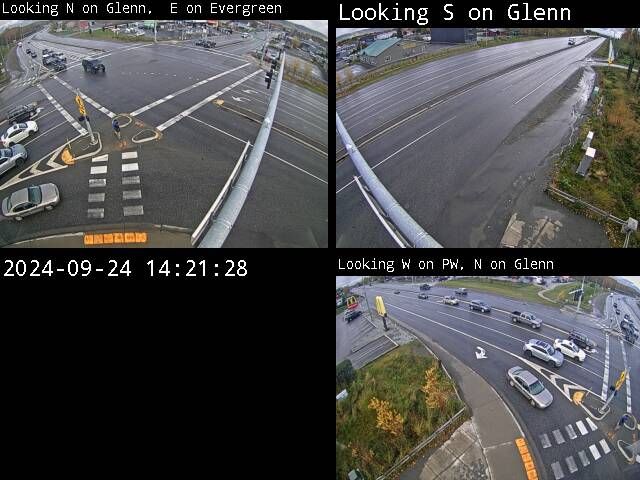 Looking N on Glenn, E on Evergreen
Looking S on Glenn
2024-09-24 14:21:28
Looking W on PW, N on Glenn